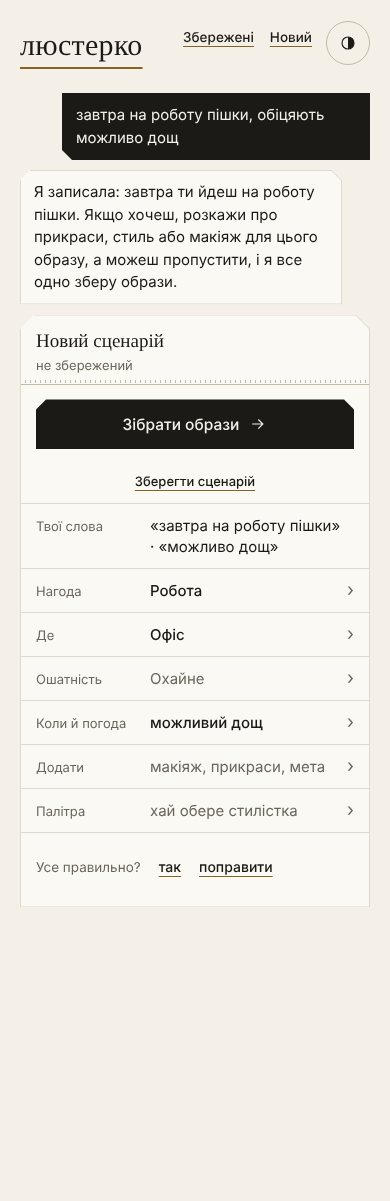 люстерко
Збережені Новий
завтра на роботу пішки, обіцяють
можливо дощ
Я записала: завтра ти йдеш на роботу
пішки. Якщо хочеш, розкажи про
прикраси, стиль або макіяж для цього
образу, а можеш пропустити, і я все
одно зберу образи.
Новий сценарій
не збережений
Зібрати образи →
Зберегти сценарій
Твої слова «завтра на роботу пішки»
· «можливо дощ»
Нагода Робота
Де Офіс
Ошатність Охайне
Коли й погода можливий дощ
Додати макіяж, прикраси, мета
Палітра хай обере стилістка
Усе правильно? так поправити